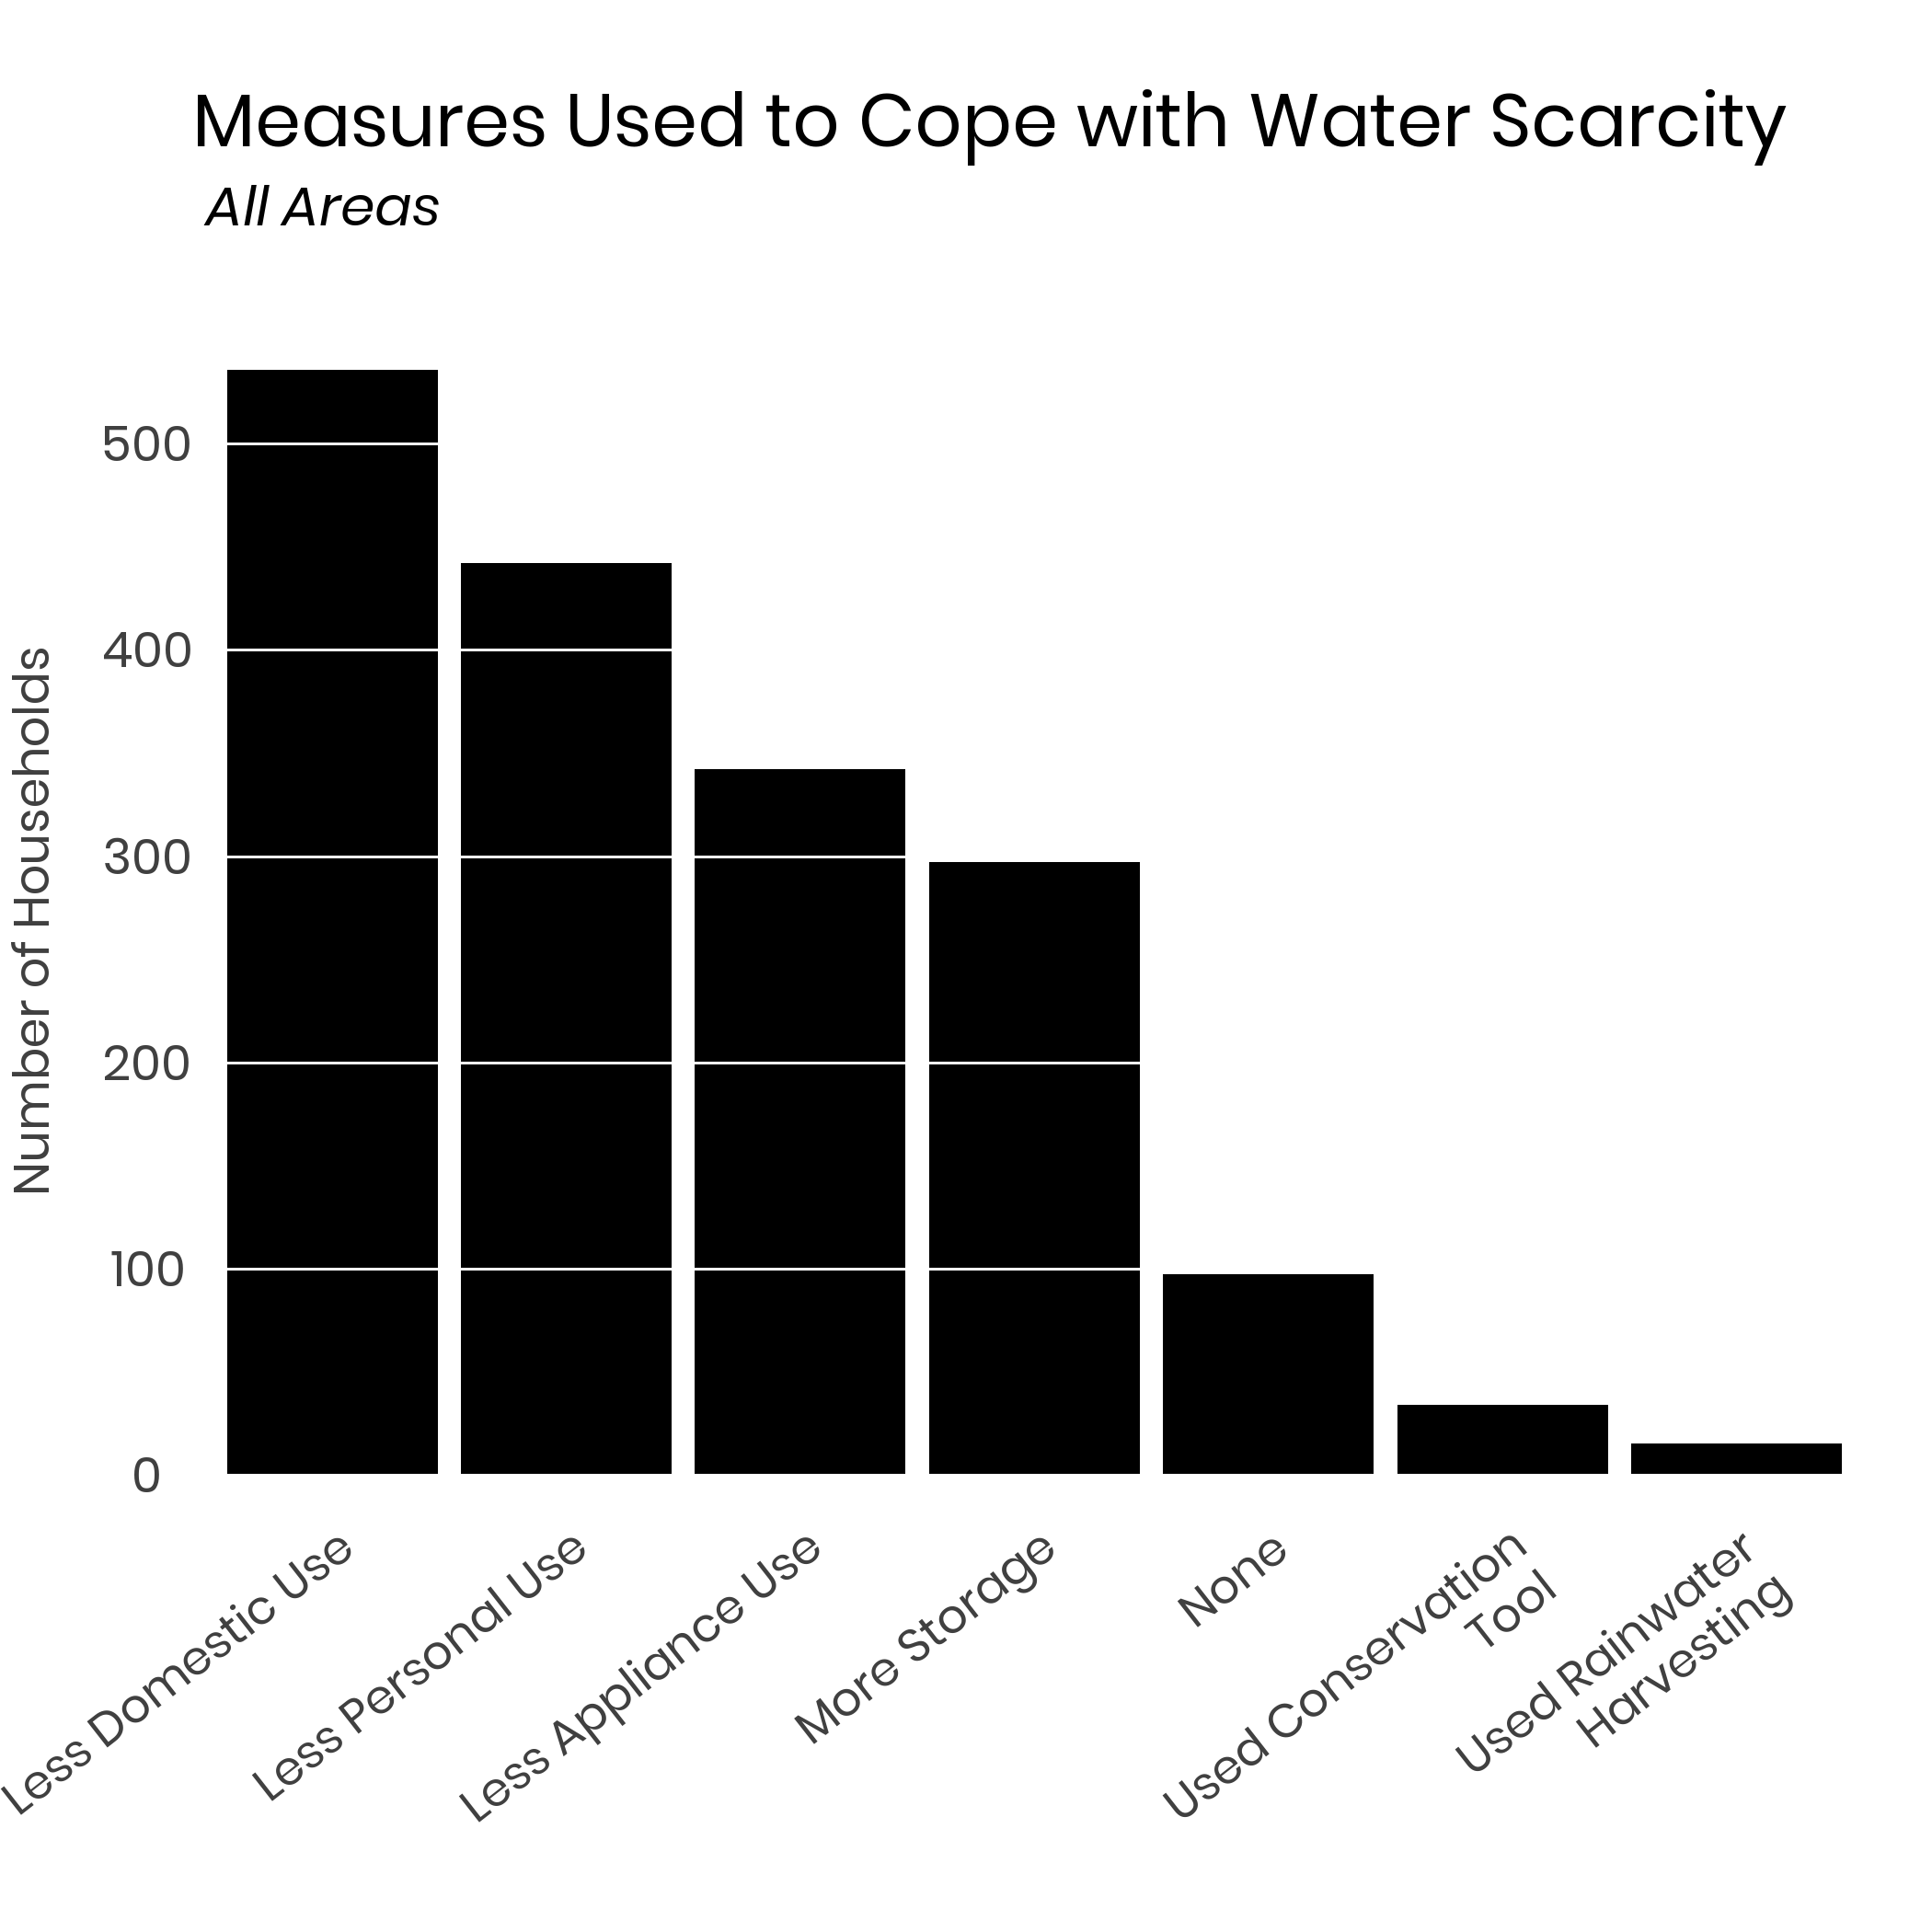 Measures Used to Cope with Water Scarcity
All Areas
Number of Households
500
400
300
200
100
0
Less Domestic Use
Less Personal Use
Less Appliance Use
More Storage
None
Used Conservation
Tool
Used Rainwater
Harvesting